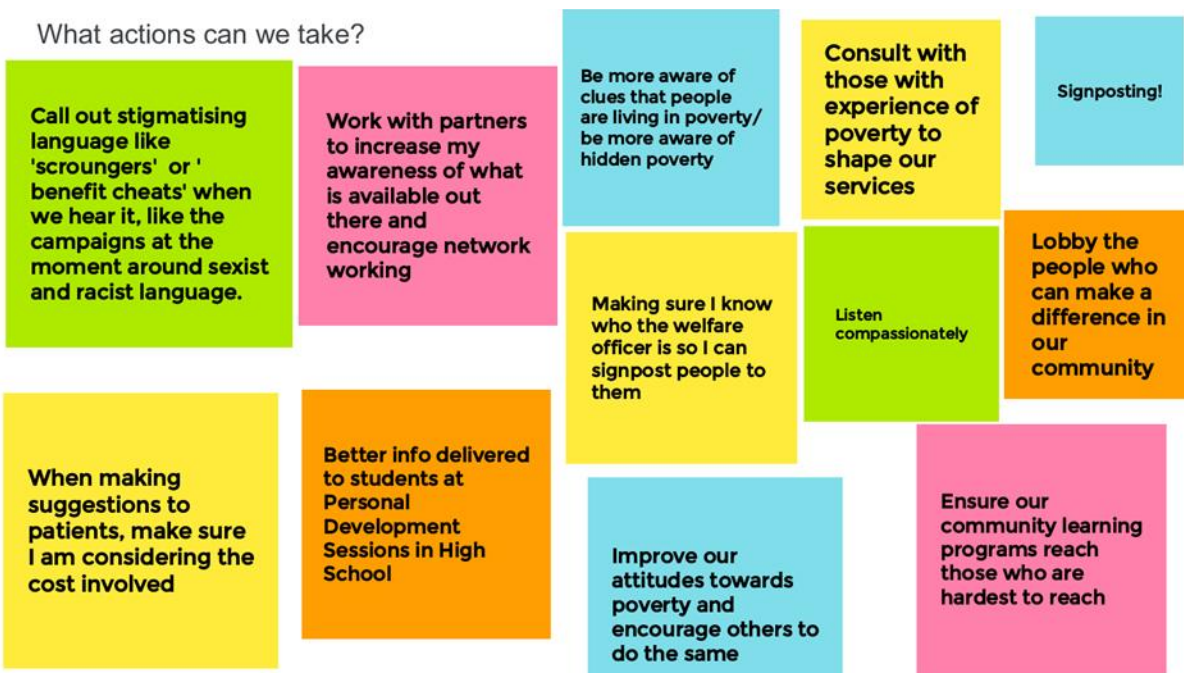 What actions can we take?
Call out stigmatising
language like
'scroungers' or '
benefit cheats' when
we hear it, like the
campaigns at the
moment around sexist
and racist language.
Work with partners
to increase my
awareness of what
is available out
there and
encourage network
working
Be more aware of
clues that people
are living in poverty/
be more aware of
hidden poverty
Consult with
those with
experience of
poverty to
shape our
services
Signposting!
Making sure I know
who the welfare
officer is so I can
signpost people to
them
Listen
compassionately
Lobby the
people who
can make a
difference in
our
community
When making
suggestions to
patients, make sure
I am considering the
cost involved
Better info delivered
to students at
Personal
Development
Sessions in High
School
Improve our
attitudes towards
poverty and
encourage others to
do the same
Ensure our
community learning
programs reach
those who are
hardest to reach